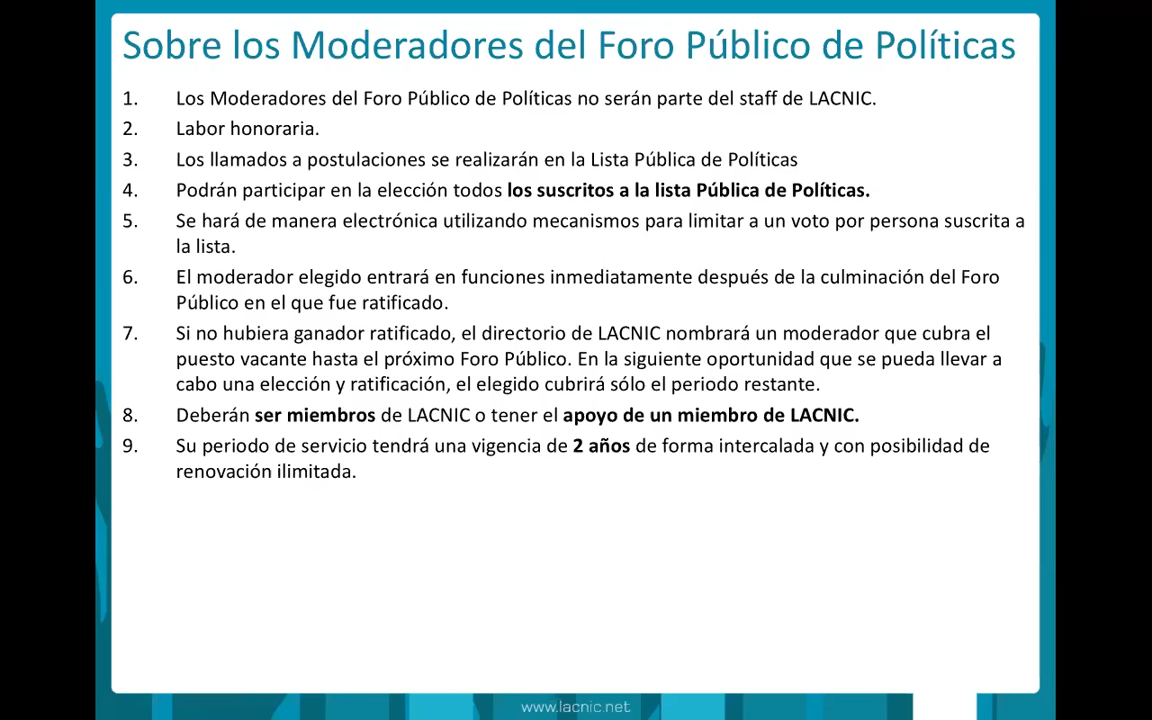 Sobre los Moderadores del Foro Público de Políticas
1. Los Moderadores del Foro Público de Políticas no serán parte del staff de LACNIC.
2. Labor honoraria.
3. Los llamados a postulaciones se realizarán en la Lista Pública de Políticas
4. Podrán participar en la elección todos los suscritos a la lista Pública de Políticas.
5. Se hará de manera electrónica utilizando mecanismos para limitar a un voto por persona suscrita a
la lista.
6. El moderador elegido entrará en funciones inmediatamente después de la culminación del Foro
Público en el que fue ratificado.
7. Si no hubiera ganador ratificado, el directorio de LACNIC nombrará un moderador que cubra el
puesto vacante hasta el próximo Foro Público. En la siguiente oportunidad que se pueda llevar a
cabo una elección y ratificación, el elegido cubrirá sólo el periodo restante.
8. Deberán ser miembros de LACNIC o tener el apoyo de un miembro de LACNIC.
9. Su periodo de servicio tendrá una vigencia de 2 años de forma intercalada y con posibilidad de
renovación ilimitada.
www.lacnic.net